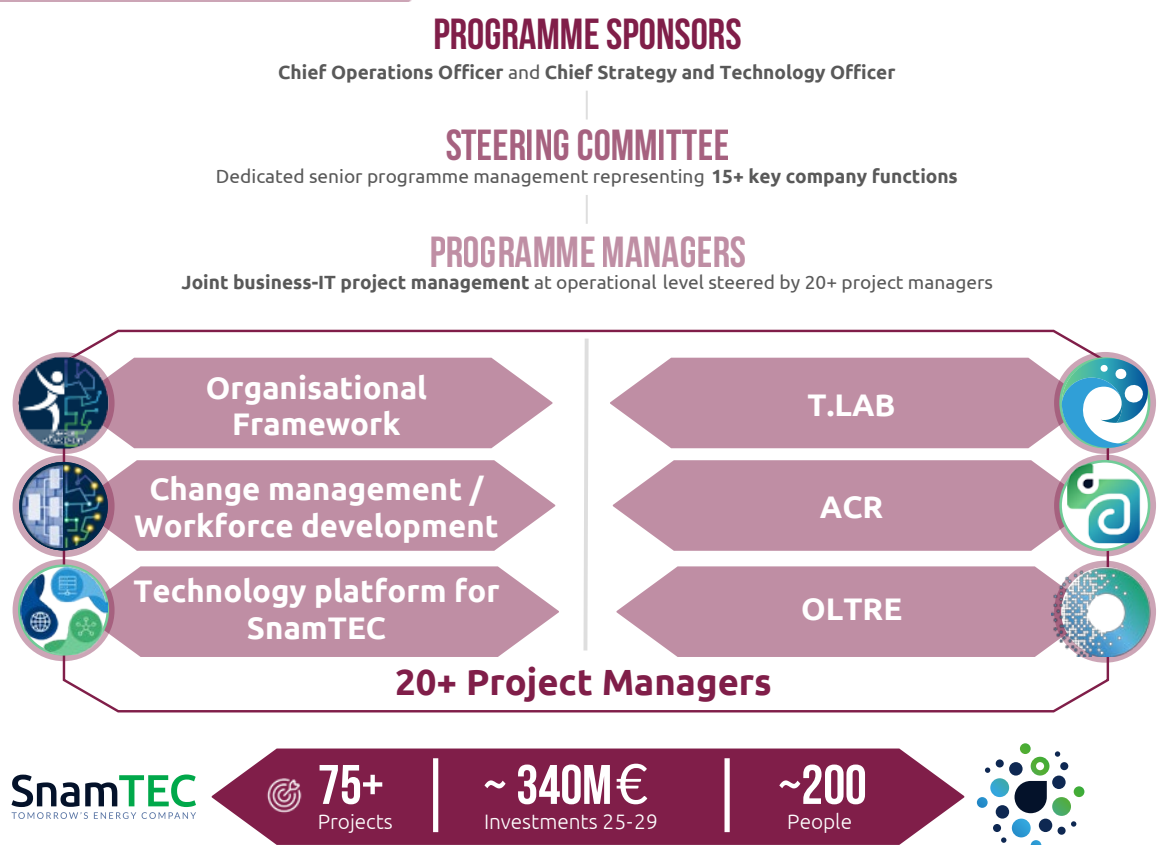 PROGRAMME SPONSORS
Chief Operations Officer and Chief Strategy and Technology Officer
STEERING COMMITTEE
Dedicated senior programme management representing 15+ key company functions
PROGRAMME MANAGERS
Joint business-IT project management at operational level steered by 20+ project managers
Organisational
Framework
Change management /
Workforce development
Technology platform for
SnamTEC
T.LAB
ACR
OLTRE
20+ Project Managers
SnamTEC
TOMORROW'S ENERGY COMPANY
75+
Projects
~ 340M€
Investments 25-29
~200
People